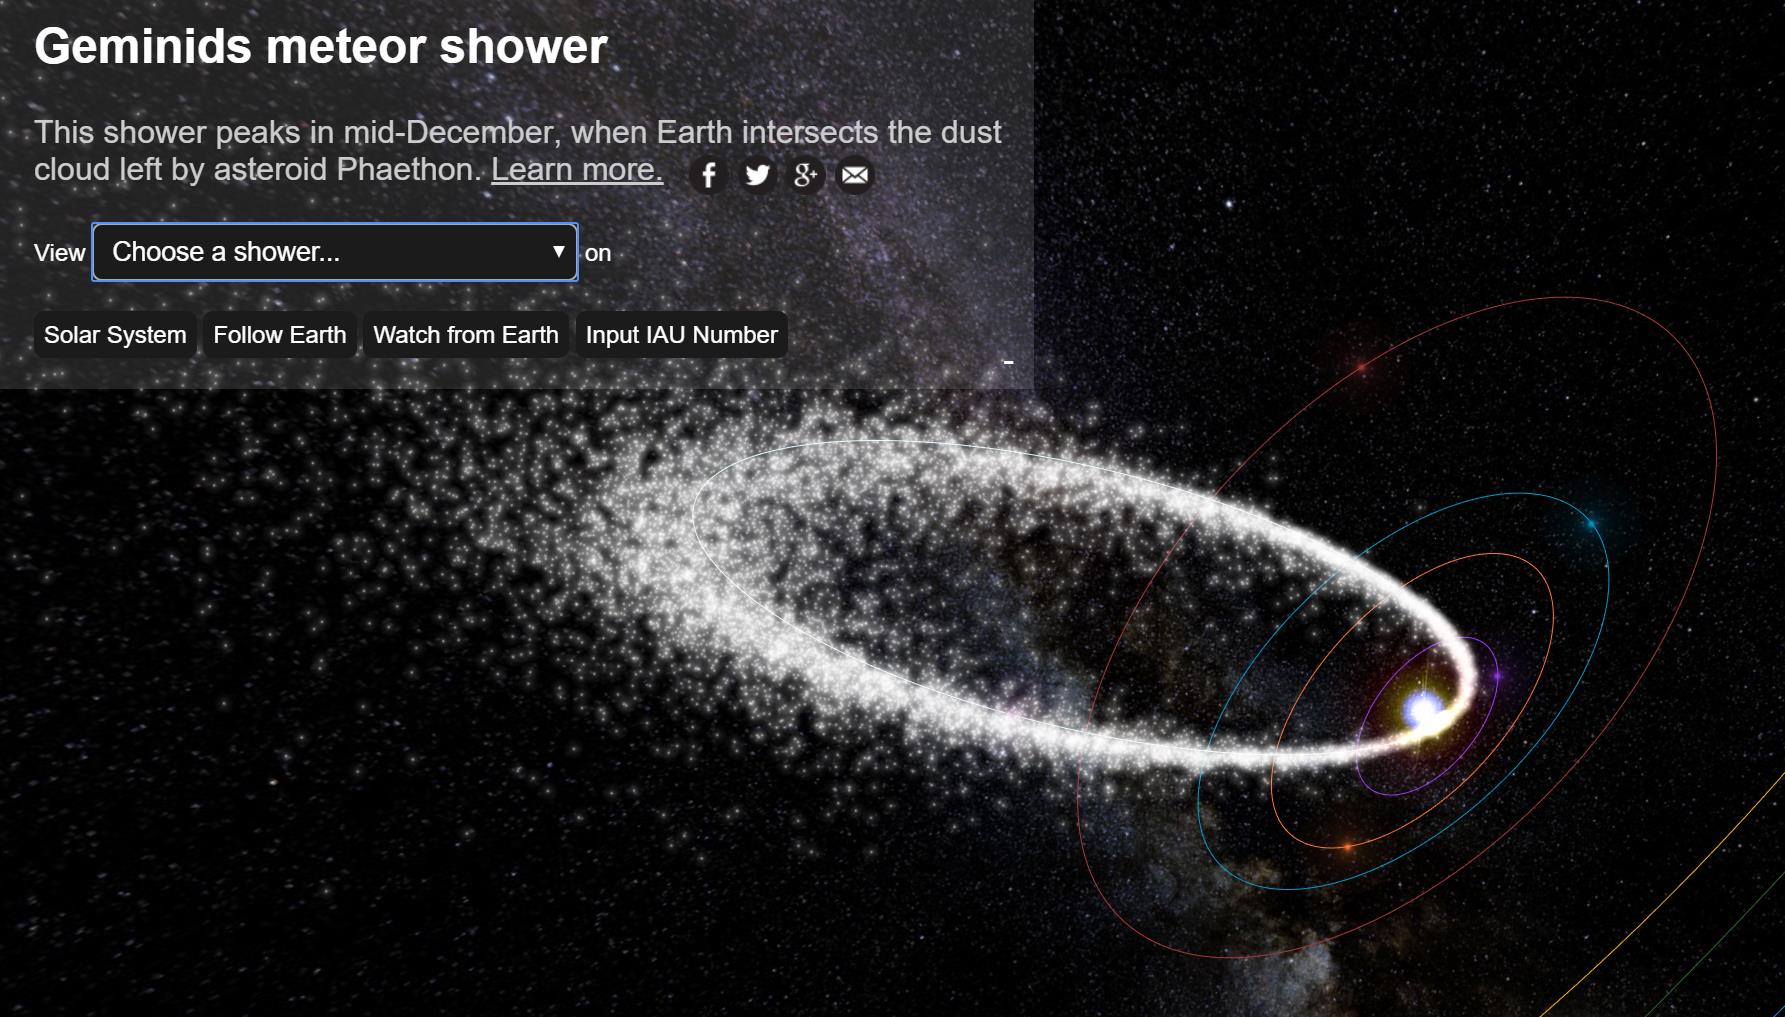 Geminids meteor shower
This shower peaks in mid-December, when Earth intersects the dust
cloud left by asteroid Phaethon. Learn more.
View Choose a shower... on
Solar System Follow Earth Watch from Earth Input IAU Number
-